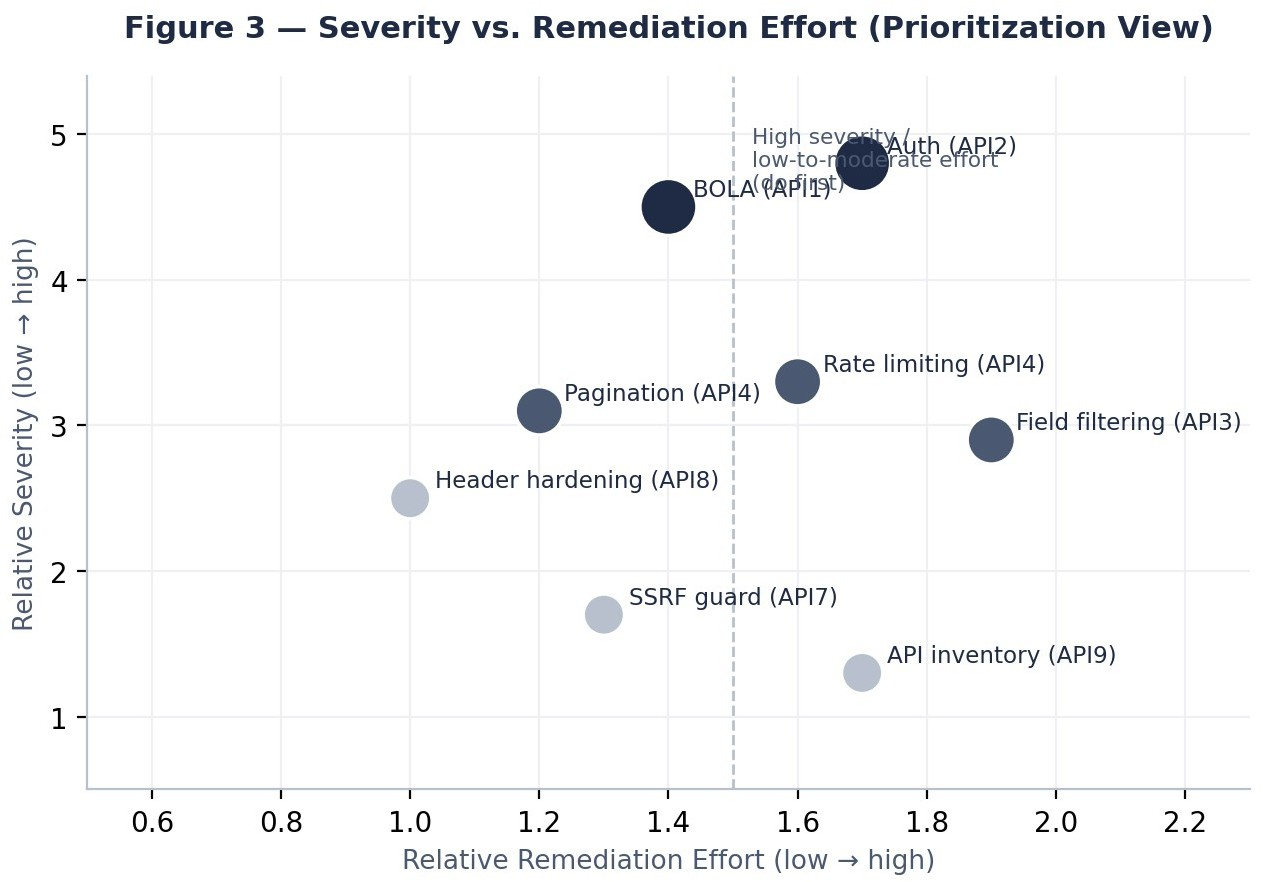 Figure 3 — Severity vs. Remediation Effort (Prioritization View)
High severity /
low-to-moderate effort
(do first)
Auth (API2)
BOLA (API1)
Rate limiting (API4)
Pagination (API4)
Field filtering (API3)
Header hardening (API8)
SSRF guard (API7)
API inventory (API9)
Relative Severity (low → high)
5
4
3
2
1
0.6 0.8 1.0 1.2 1.4 1.6 1.8 2.0 2.2
Relative Remediation Effort (low → high)